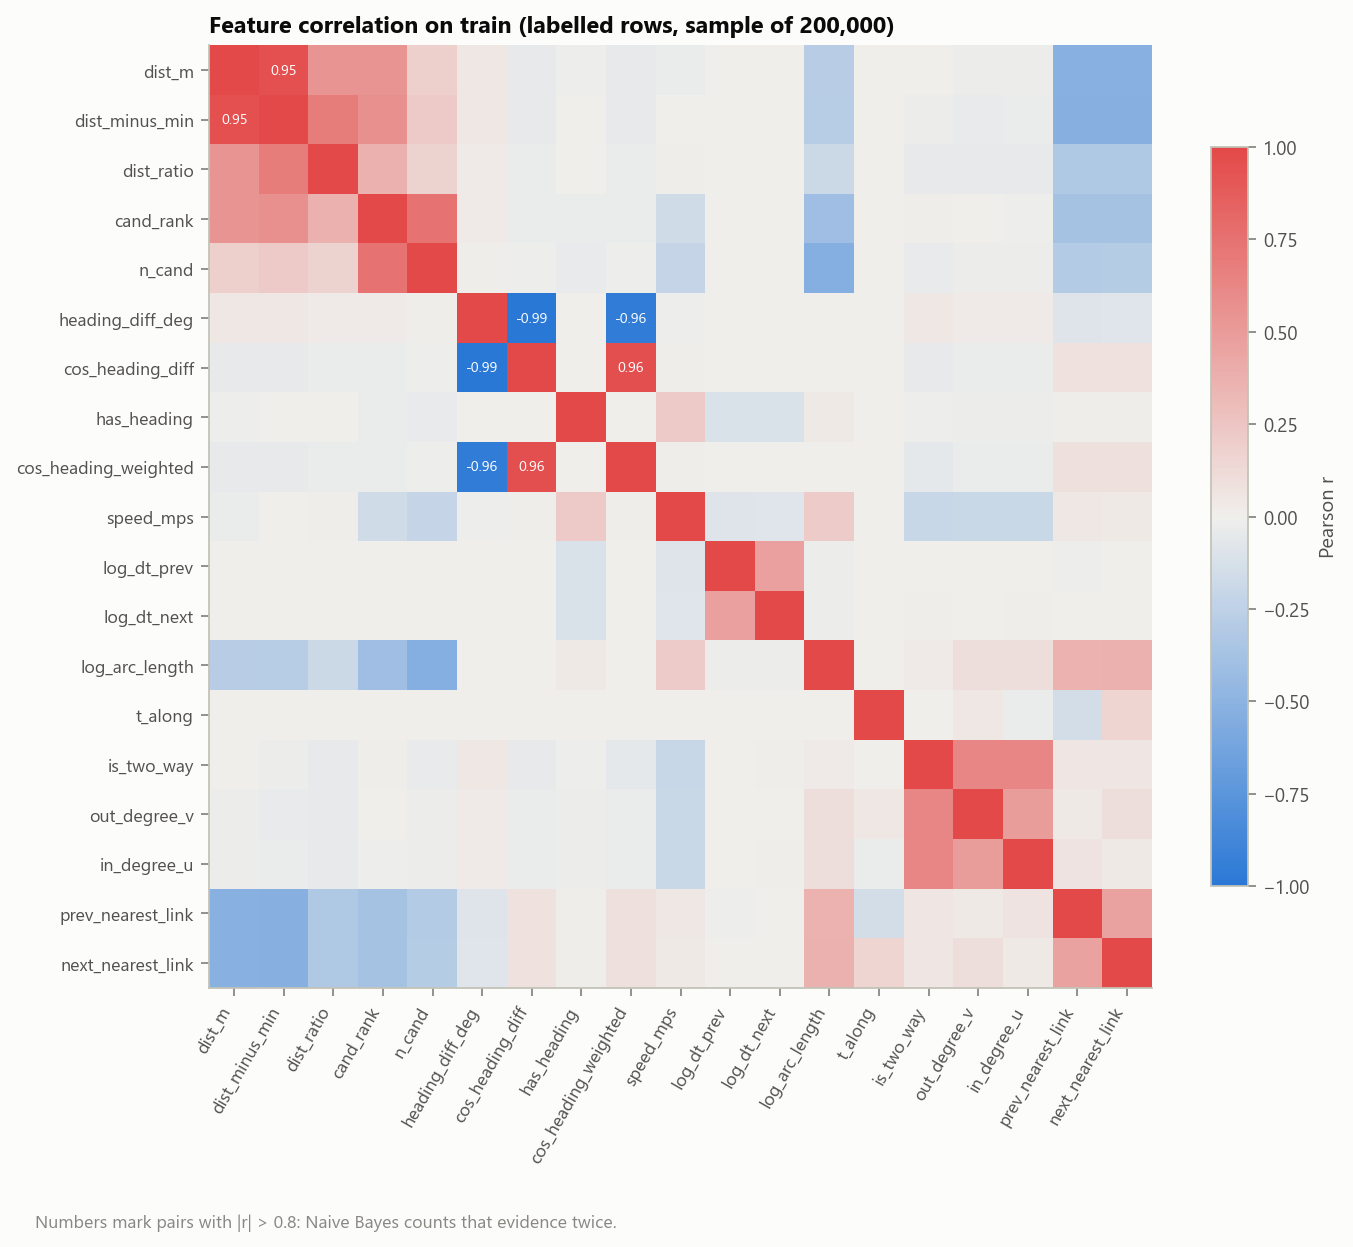 Feature correlation on train (labelled rows, sample of 200,000)
dist_m
0.95
dist_minus_min
0.95
dist_ratio
cand_rank
n_cand
heading_diff_deg
-0.99
-0.96
cos_heading_diff
-0.99
0.96
has_heading
cos_heading_weighted
-0.96
0.96
speed_mps
log_dt_prev
log_dt_next
log_arc_length
t_along
is_two_way
out_degree_v
in_degree_u
prev_nearest_link
next_nearest_link
dist_m
dist_minus_min
dist_ratio
cand_rank
n_cand
heading_diff_deg
cos_heading_diff
has_heading
cos_heading_weighted
speed_mps
log_dt_prev
log_dt_next
log_arc_length
t_along
is_two_way
out_degree_v
in_degree_u
prev_nearest_link
next_nearest_link
1.00
0.75
0.50
0.25
0.00
−0.25
−0.50
−0.75
−1.00
Pearson r
Numbers mark pairs with |r| > 0.8: Naive Bayes counts that evidence twice.